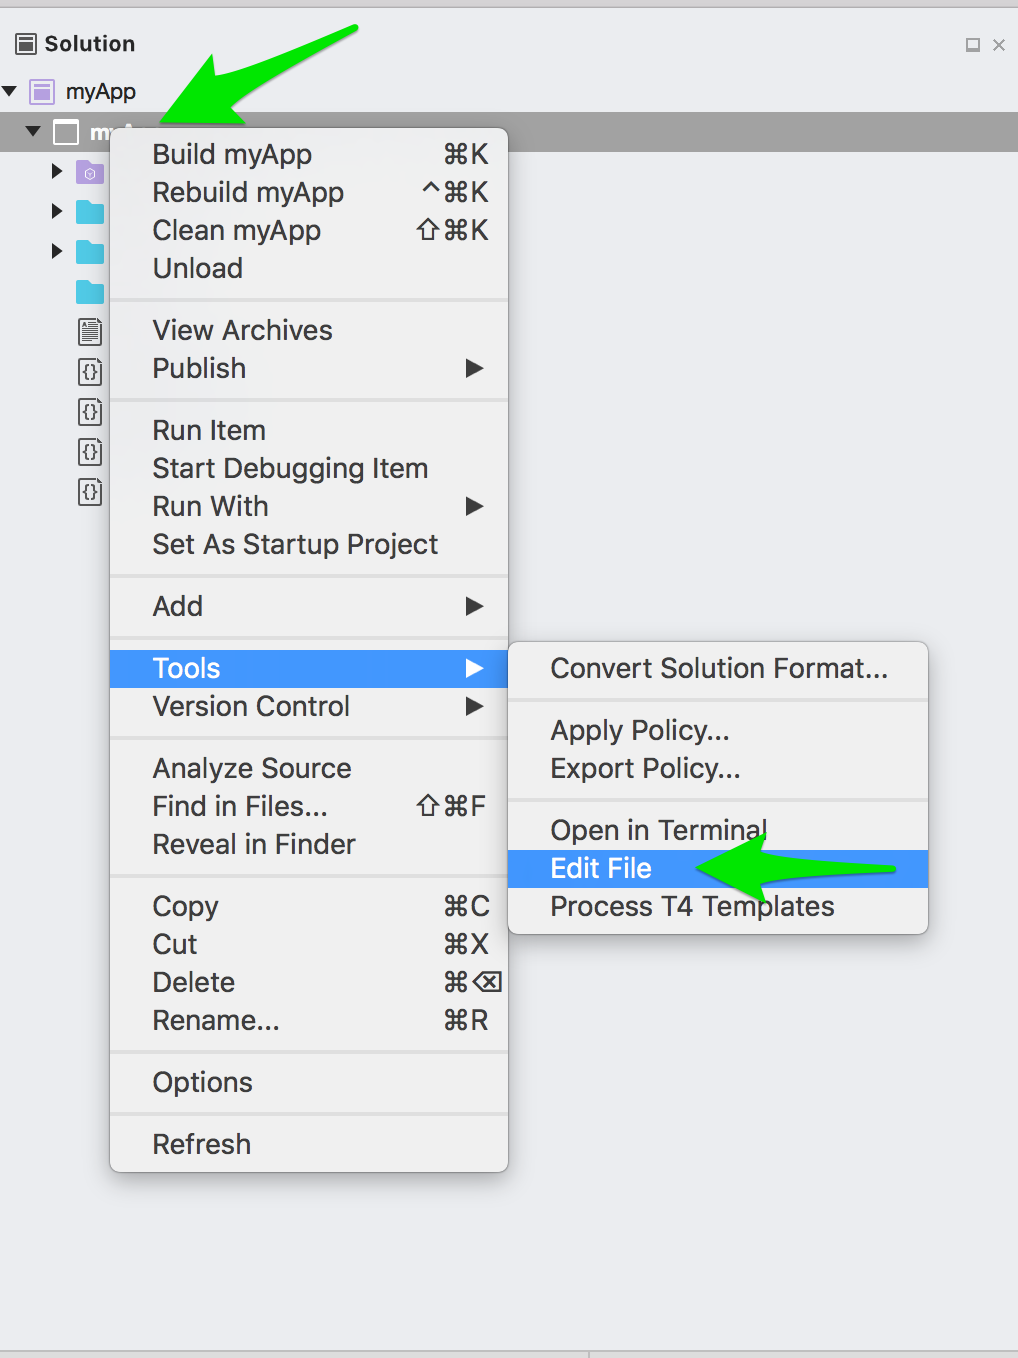 Solution
myApp
Build myApp ⌘K
Rebuild myApp ^⌘K
Clean myApp ⇧⌘K
Unload
View Archives
Publish
Run Item
Start Debugging Item
Run With
Set As Startup Project
Add
Tools
Version Control
Analyze Source
Find in Files... ⇧⌘F
Reveal in Finder
Copy ⌘C
Cut ⌘X
Delete ⌘⌫
Rename... ⌘R
Options
Refresh
Convert Solution Format...
Apply Policy...
Export Policy...
Open in Terminal
Edit File
Process T4 Templates